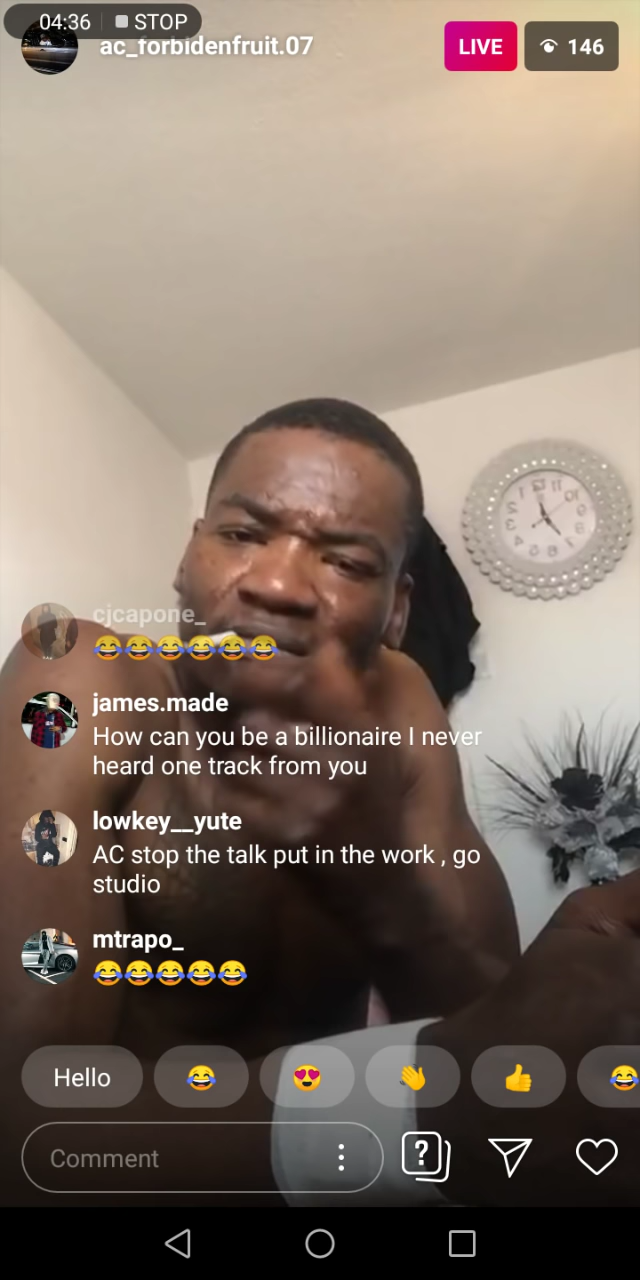 04:36 STOP
ac_forbidenfruit.07
LIVE
146
cjcapone_
😂😂😂😂😂😂
james.made
How can you be a billionaire I never
heard one track from you
lowkey__yute
AC stop the talk put in the work , go
studio
mtrapo_
😂😂😂😂😂
Hello 😂 😍 👋 👍 😂
Comment